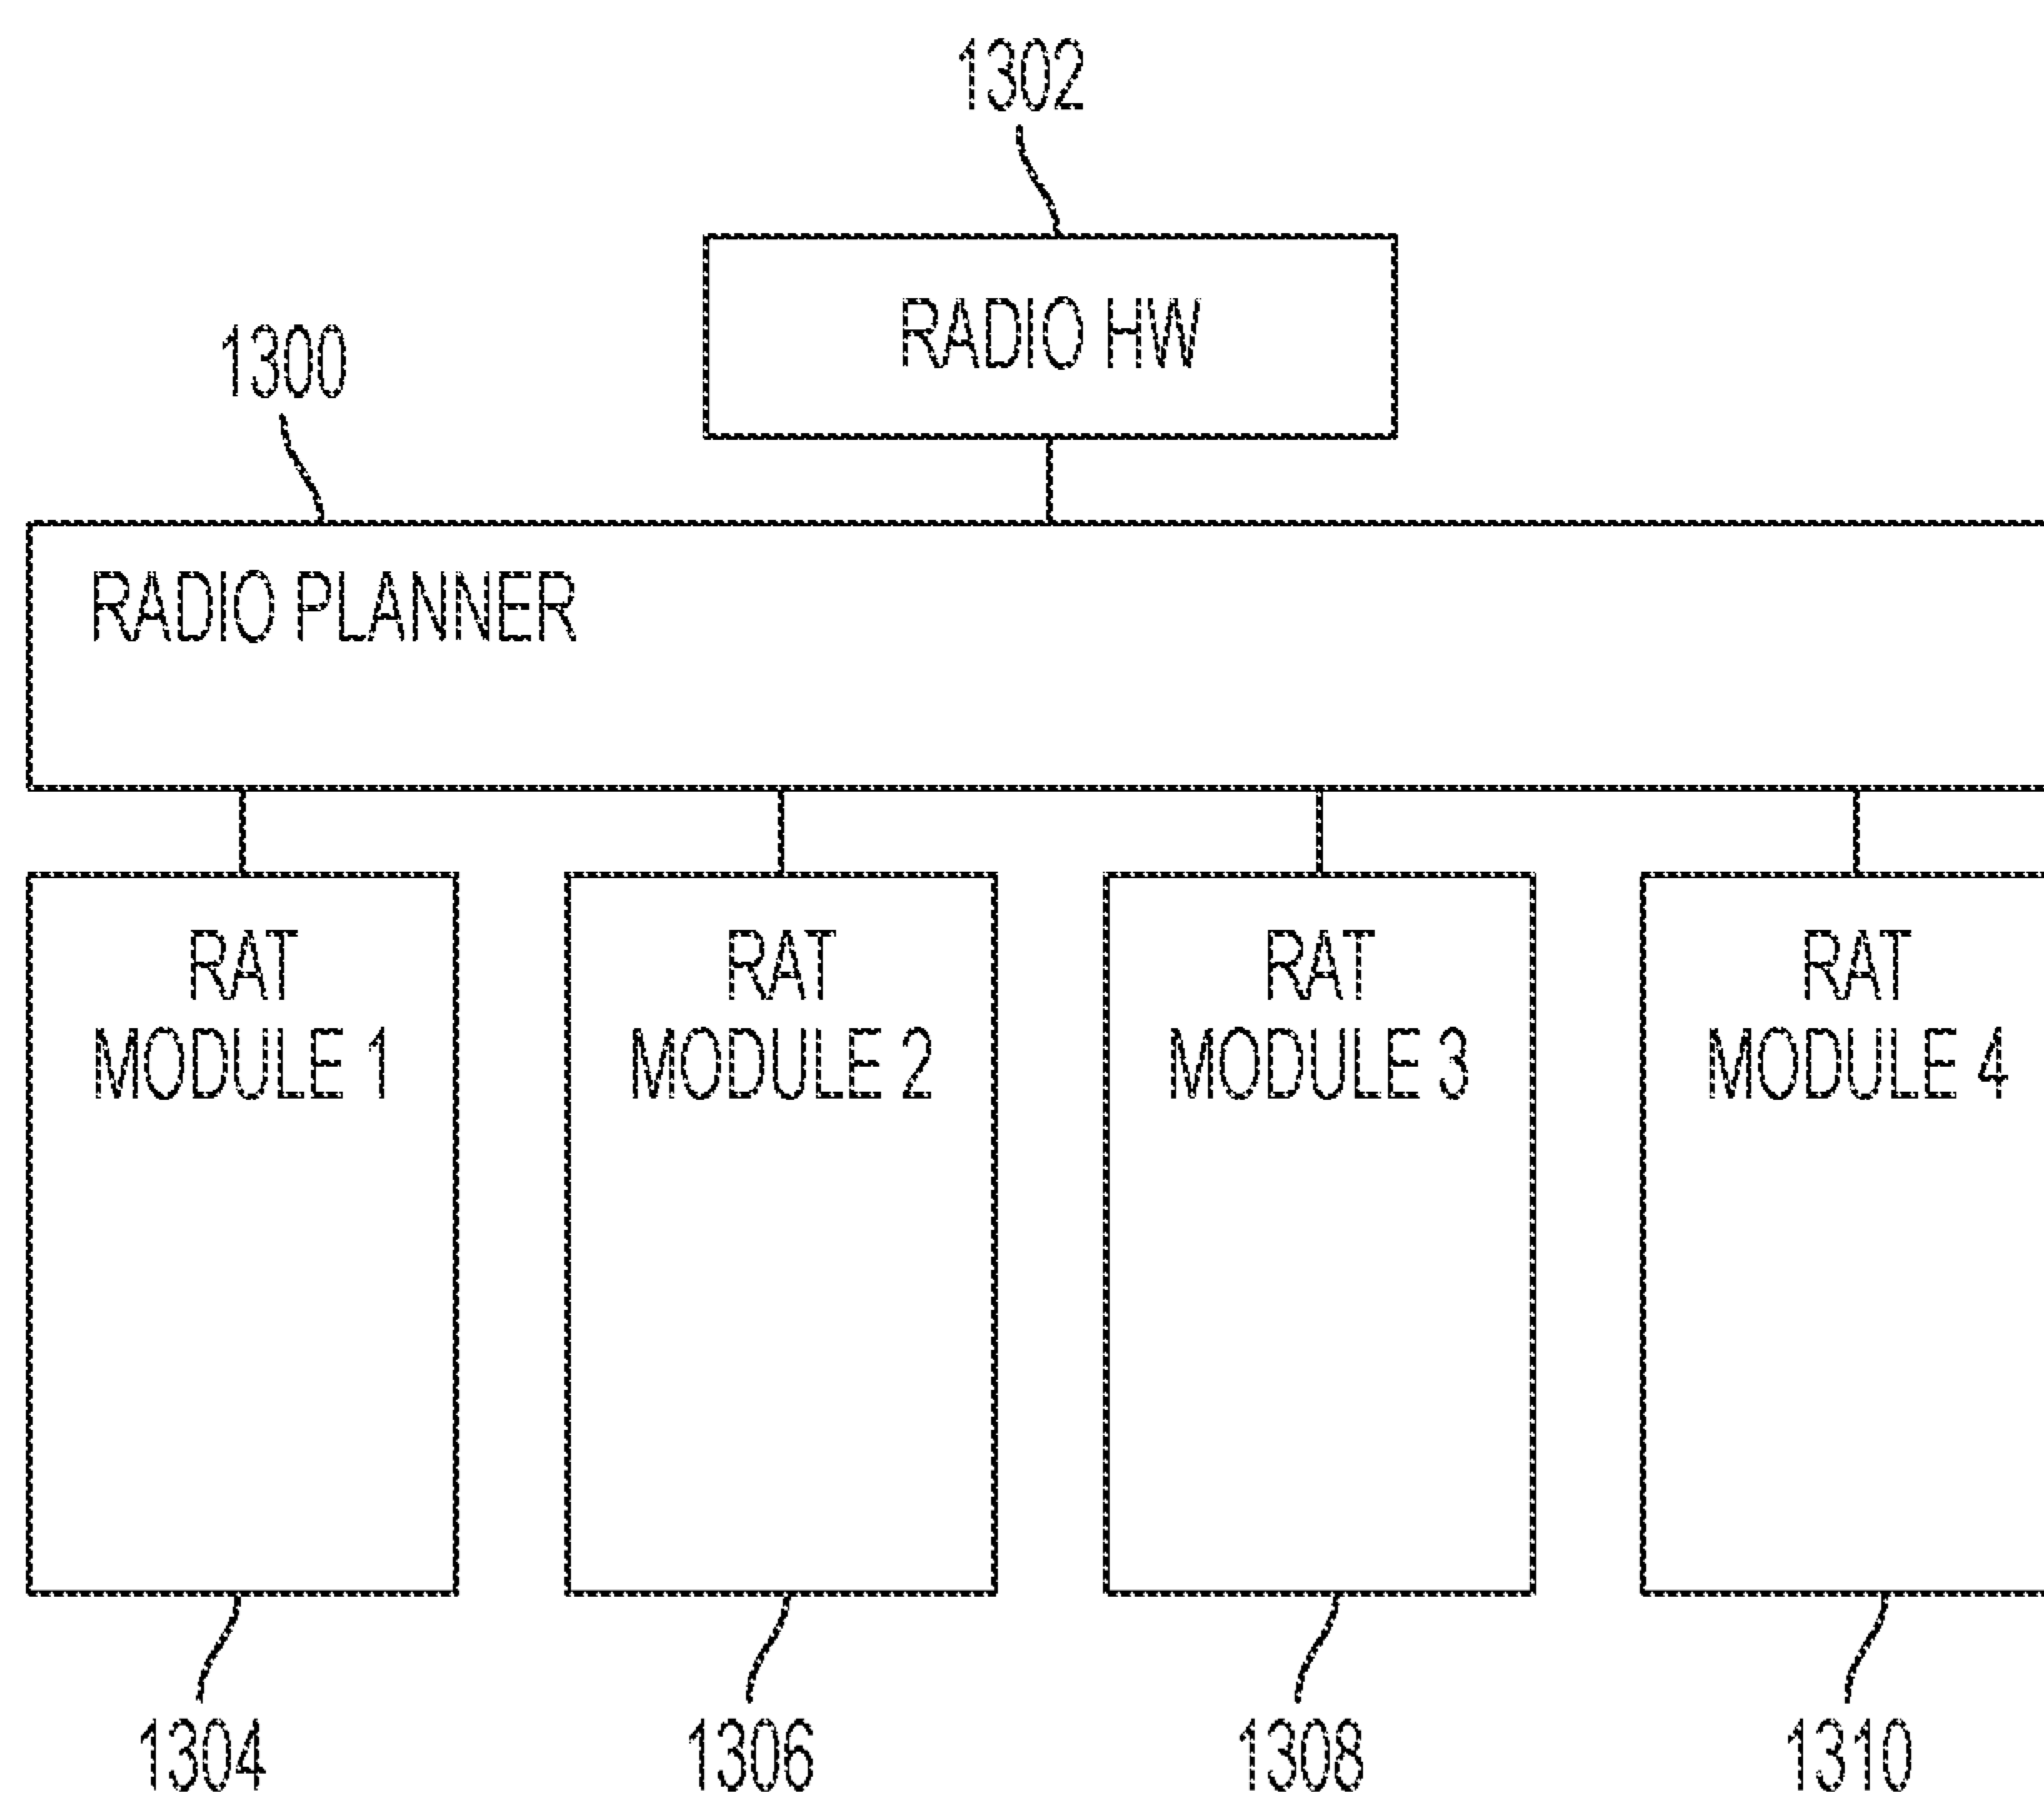 1302
RADIO HW
1300
RADIO PLANNER
RAT
MODULE 1
RAT
MODULE 2
RAT
MODULE 3
RAT
MODULE 4
1304
1306
1308
1310